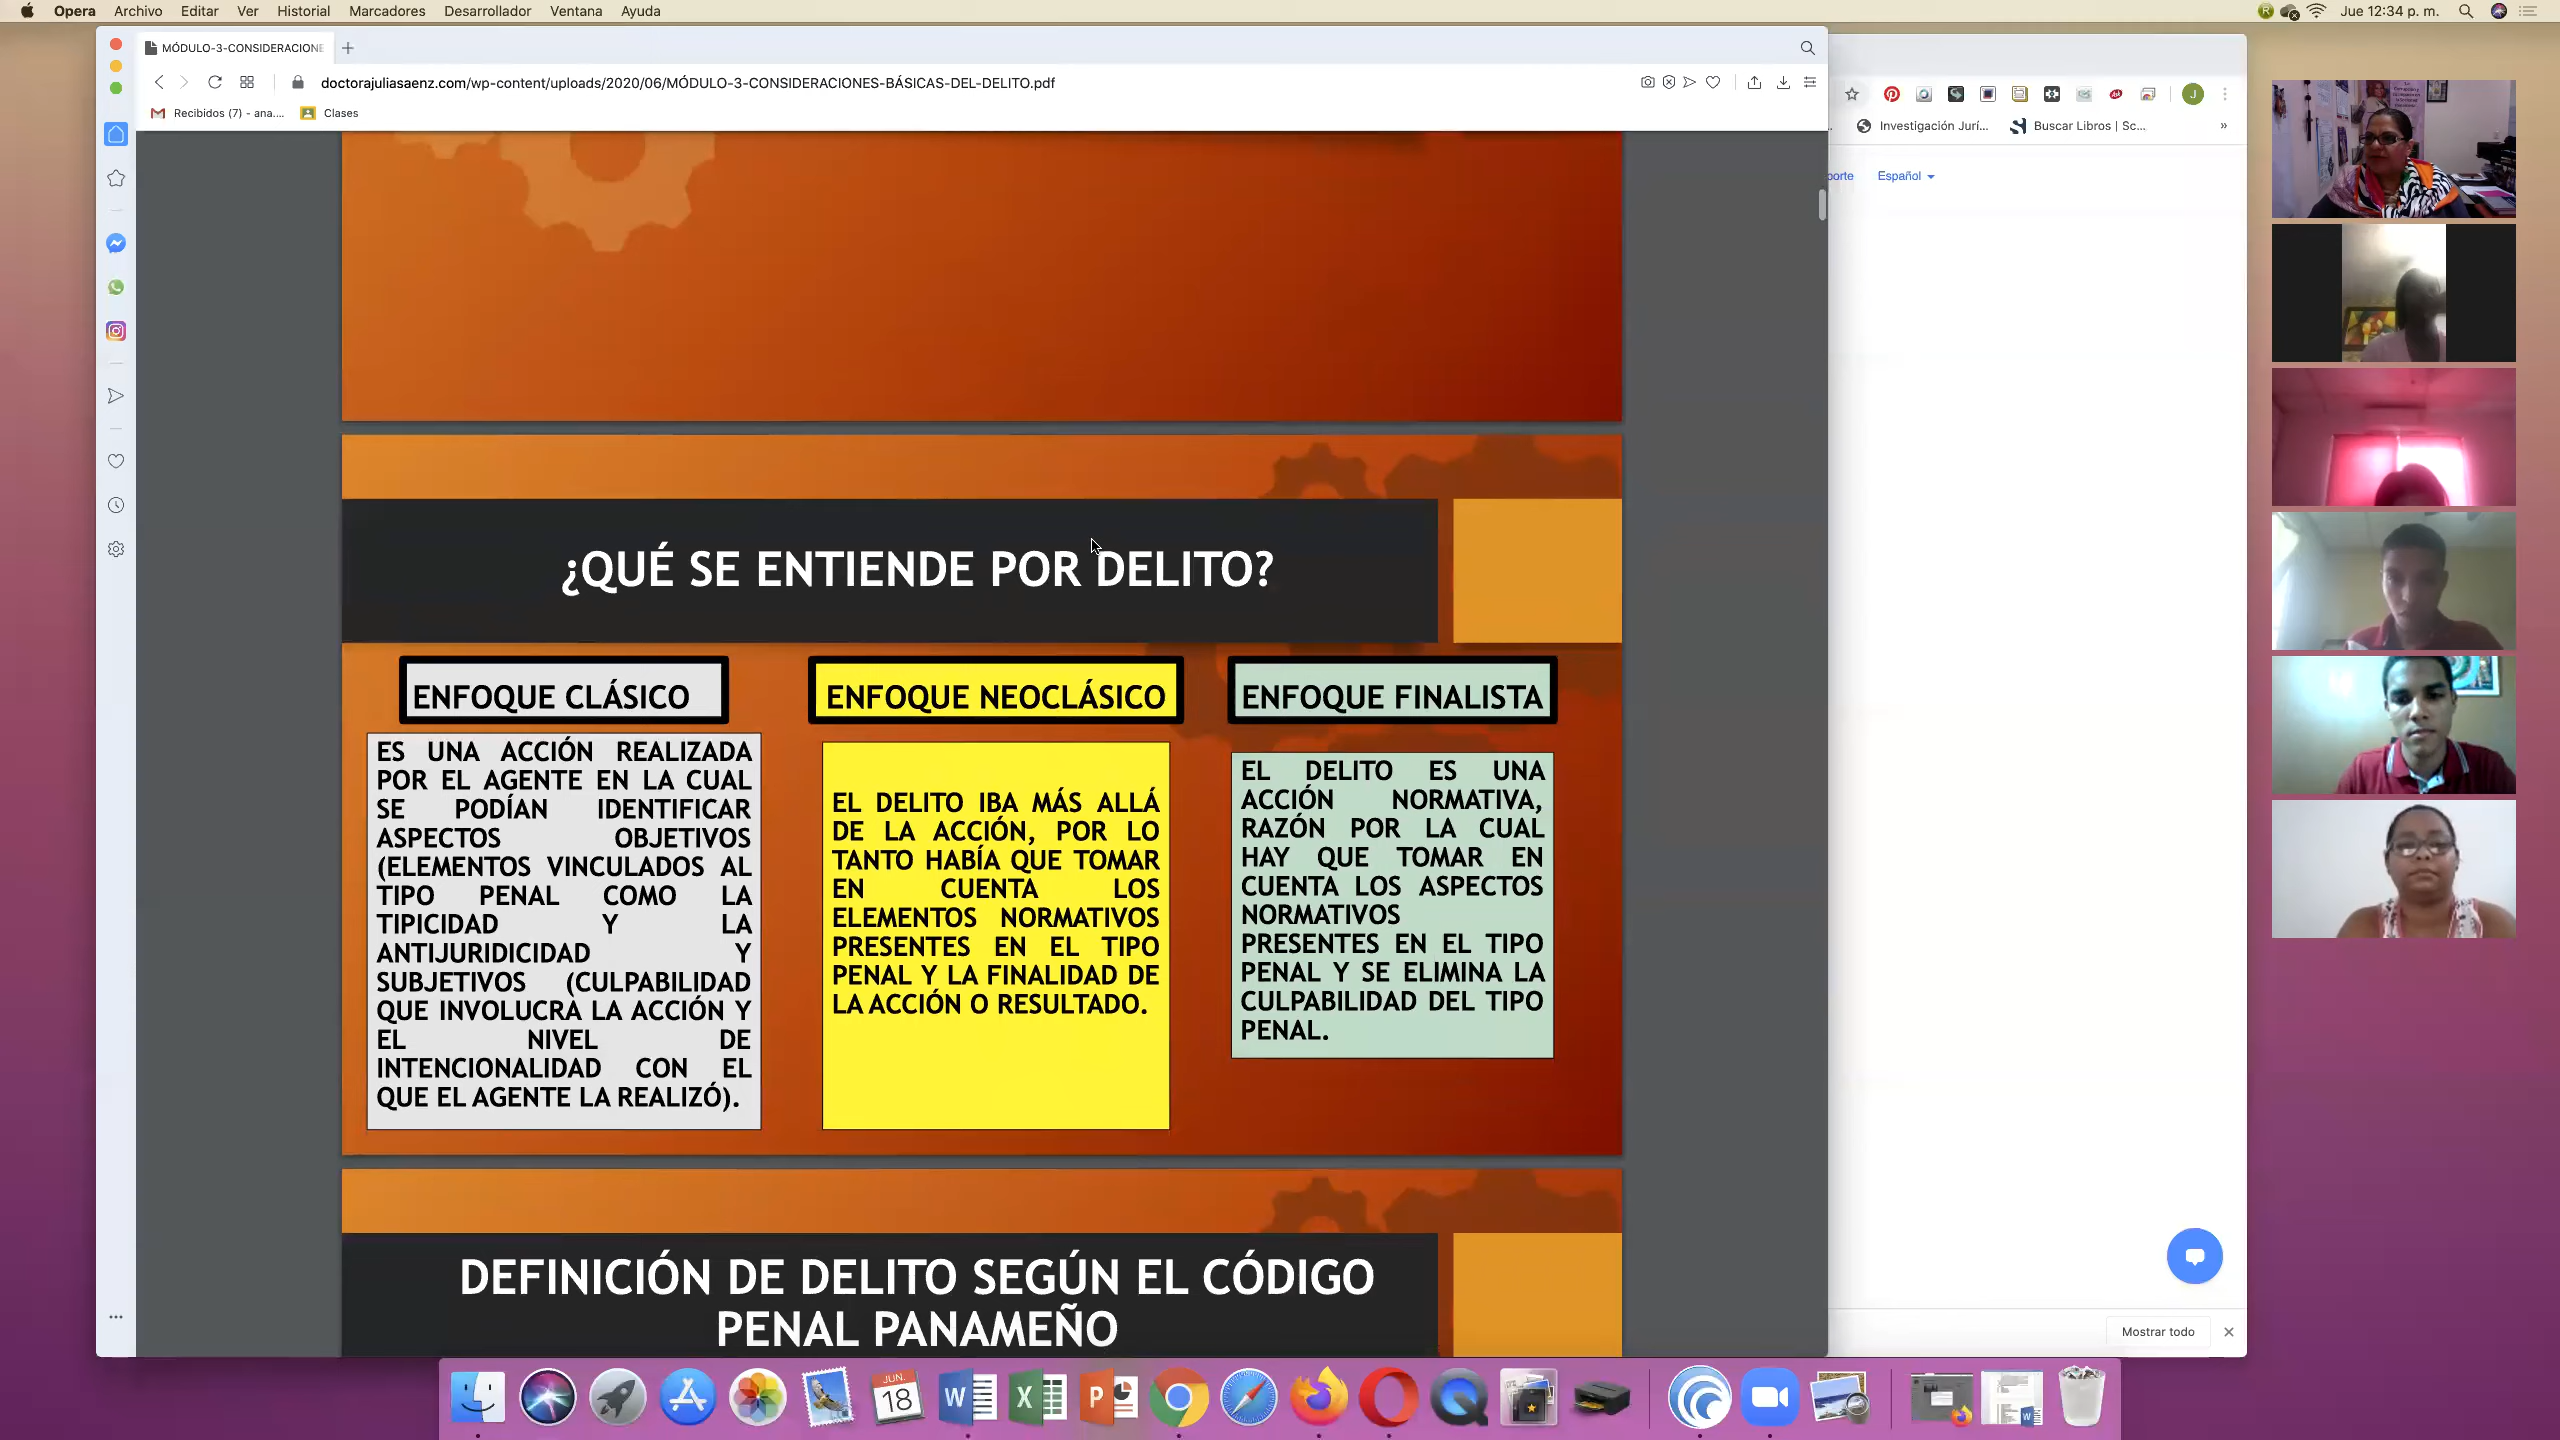 Opera Archivo Editar Ver Historial Marcadores Desarrollador Ventana Ayuda
Jue 12:34 p. m.
MÓDULO-3-CONSIDERACIONE
doctorajuliasaenz.com/wp-content/uploads/2020/06/MÓDULO-3-CONSIDERACIONES-BÁSICAS-DEL-DELITO.pdf
Recibidos (7) - ana.... Clases
J
Investigación Jurí... Buscar Libros | Sc... »
porte Español
¿QUÉ SE ENTIENDE POR DELITO?
ENFOQUE CLÁSICO
ES UNA ACCIÓN REALIZADA
POR EL AGENTE EN LA CUAL
SE PODÍAN IDENTIFICAR
ASPECTOS OBJETIVOS
(ELEMENTOS VINCULADOS AL
TIPO PENAL COMO LA
TIPICIDAD Y LA
ANTIJURIDICIDAD Y
SUBJETIVOS (CULPABILIDAD
QUE INVOLUCRA LA ACCIÓN Y
EL NIVEL DE
INTENCIONALIDAD CON EL
QUE EL AGENTE LA REALIZÓ).
ENFOQUE NEOCLÁSICO
EL DELITO IBA MÁS ALLÁ
DE LA ACCIÓN, POR LO
TANTO HABÍA QUE TOMAR
EN CUENTA LOS
ELEMENTOS NORMATIVOS
PRESENTES EN EL TIPO
PENAL Y LA FINALIDAD DE
LA ACCIÓN O RESULTADO.
ENFOQUE FINALISTA
EL DELITO ES UNA
ACCIÓN NORMATIVA,
RAZÓN POR LA CUAL
HAY QUE TOMAR EN
CUENTA LOS ASPECTOS
NORMATIVOS
PRESENTES EN EL TIPO
PENAL Y SE ELIMINA LA
CULPABILIDAD DEL TIPO
PENAL.
DEFINICIÓN DE DELITO SEGÚN EL CÓDIGO
PENAL PANAMEÑO
Mostrar todo
JUN.
18